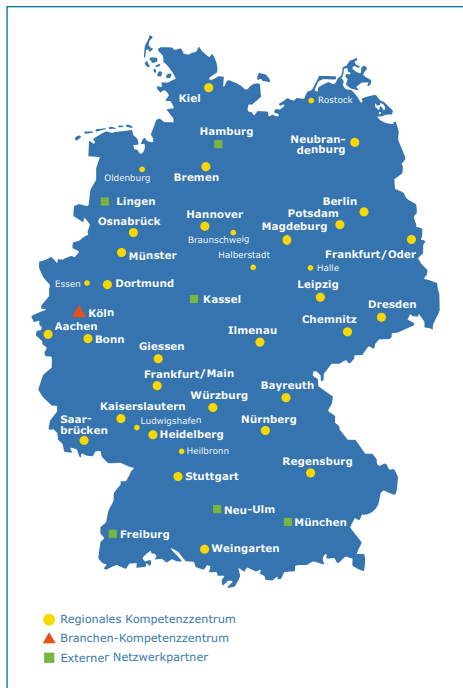 Kiel
Rostock
Hamburg
Neubran-
denburg
Oldenburg
Bremen
Lingen
Hannover
Berlin
Osnabrück
Potsdam
Braunschweig
Magdeburg
Münster
Halberstadt
Frankfurt/Oder
Essen
Dortmund
Halle
Leipzig
Kassel
Köln
Dresden
Aachen
Chemnitz
Bonn
Ilmenau
Giessen
Frankfurt/Main
Bayreuth
Würzburg
Kaiserslautern
Saar-
brücken
Ludwigshafen
Nürnberg
Heidelberg
Heilbronn
Regensburg
Stuttgart
Neu-Ulm
München
Freiburg
Weingarten
Regionales Kompetenzzentrum
Branchen-Kompetenzzentrum
Externer Netzwerkpartner